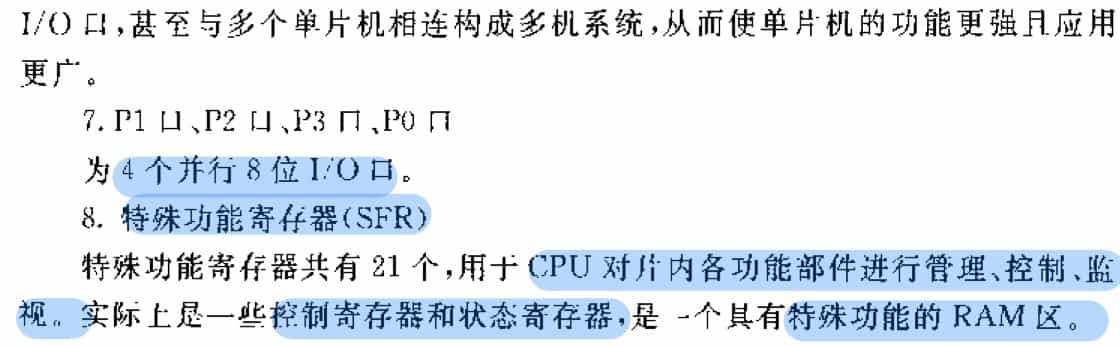 I/O 口,甚至与多个单片机相连构成多机系统,从而使单片机的功能更强且应用
更广。
7. P1 口、P2 口、P3 口、P0 口
为 4 个并行 8 位 I/O 口。
8. 特殊功能寄存器(SFR)
特殊功能寄存器共有 21 个,用于 CPU 对片内各功能部件进行管理、控制、监
视。实际上是一些控制寄存器和状态寄存器,是一个具有特殊功能的 RAM 区。